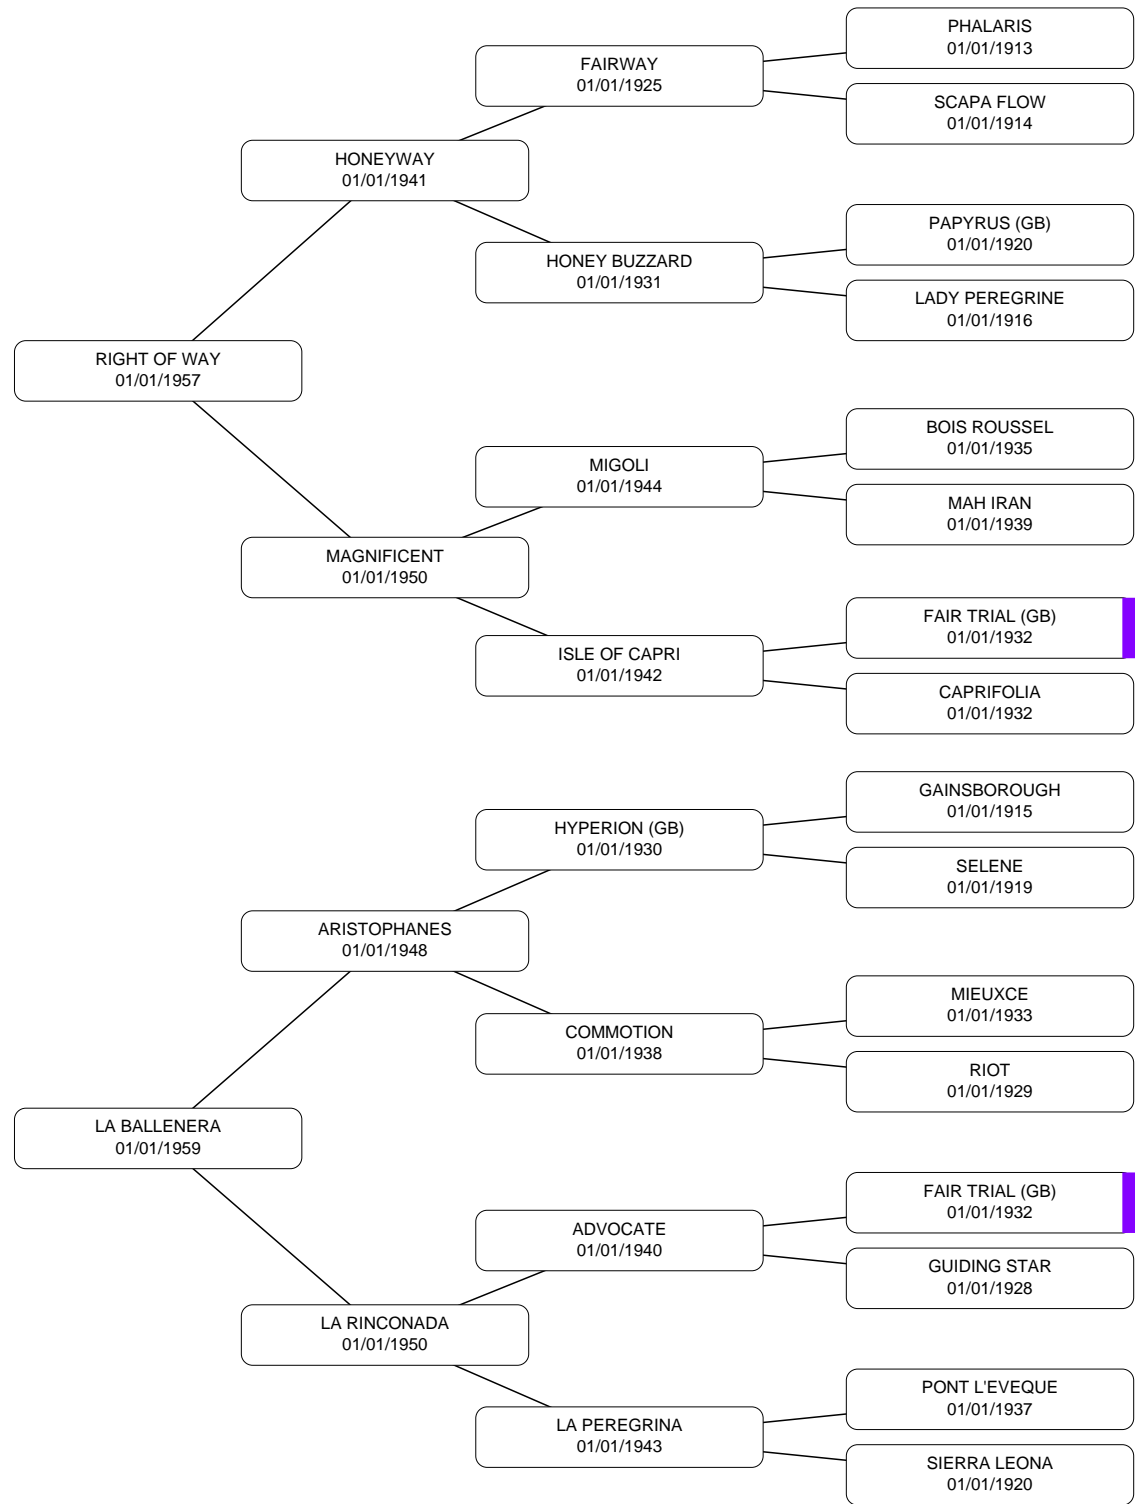 PHALARIS
01/01/1913
FAIRWAY
01/01/1925
SCAPA FLOW
01/01/1914
HONEYWAY
01/01/1941
PAPYRUS (GB)
01/01/1920
HONEY BUZZARD
01/01/1931
LADY PEREGRINE
01/01/1916
RIGHT OF WAY
01/01/1957
BOIS ROUSSEL
01/01/1935
MIGOLI
01/01/1944
MAH IRAN
01/01/1939
MAGNIFICENT
01/01/1950
FAIR TRIAL (GB)
01/01/1932
ISLE OF CAPRI
01/01/1942
CAPRIFOLIA
01/01/1932
GAINSBOROUGH
01/01/1915
HYPERION (GB)
01/01/1930
SELENE
01/01/1919
ARISTOPHANES
01/01/1948
MIEUXCE
01/01/1933
COMMOTION
01/01/1938
RIOT
01/01/1929
LA BALLENERA
01/01/1959
FAIR TRIAL (GB)
01/01/1932
ADVOCATE
01/01/1940
GUIDING STAR
01/01/1928
LA RINCONADA
01/01/1950
PONT L'EVEQUE
01/01/1937
LA PEREGRINA
01/01/1943
SIERRA LEONA
01/01/1920